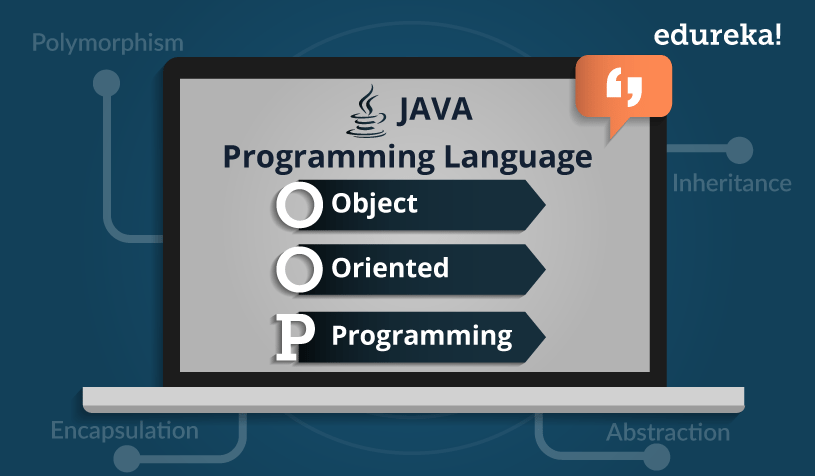 edureka!
Polymorphism
JAVA
Programming Language
Inheritance
O Object
O Oriented
P Programming
Encapsulation
Abstraction